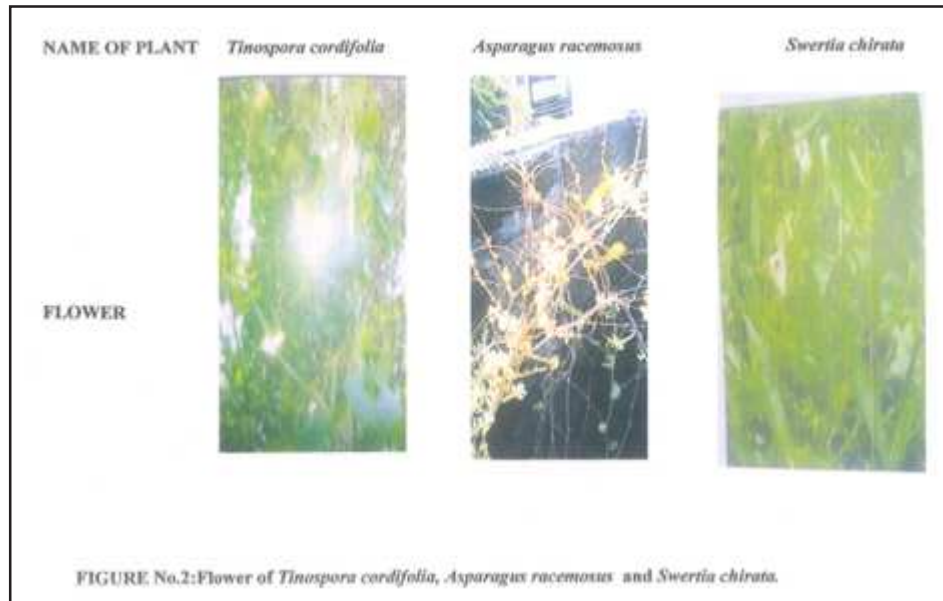 NAME OF PLANT Tinospora cordifolia Asparagus racemosus Swertia chirata
FLOWER
FIGURE No.2:Flower of Tinospora cordifolia, Asparagus racemosus and Swertia chirata.